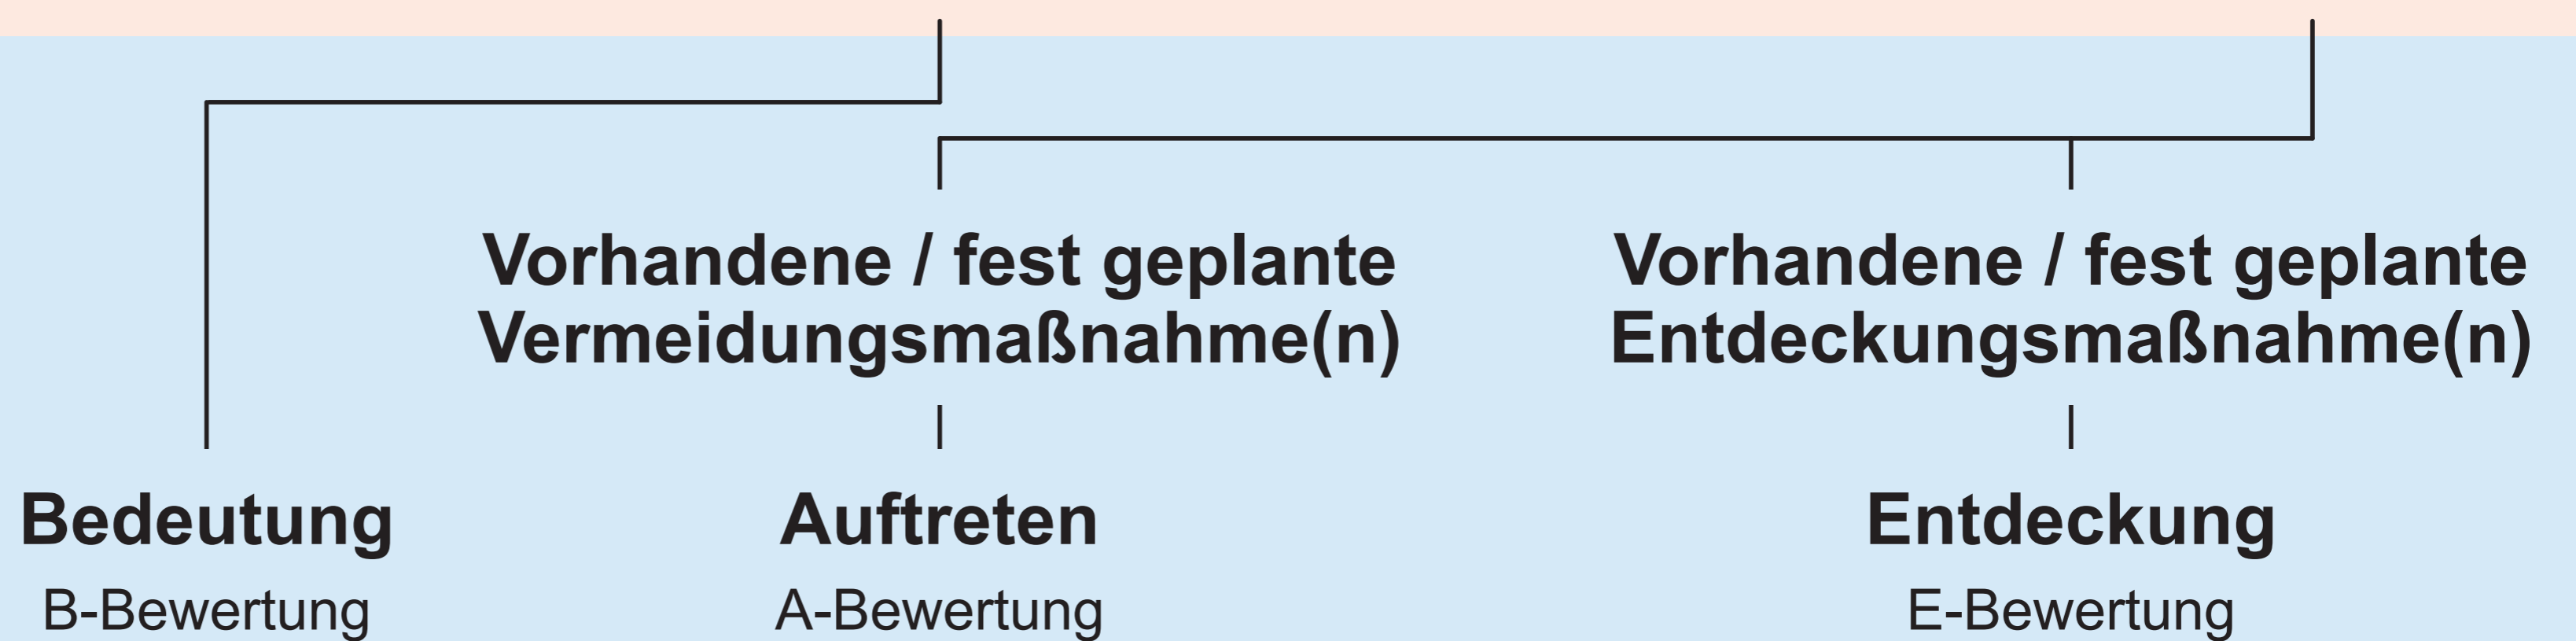 Vorhandene / fest geplante
Vermeidungsmaßnahme(n)
Vorhandene / fest geplante
Entdeckungsmaßnahme(n)
Bedeutung
B-Bewertung
Auftreten
A-Bewertung
Entdeckung
E-Bewertung